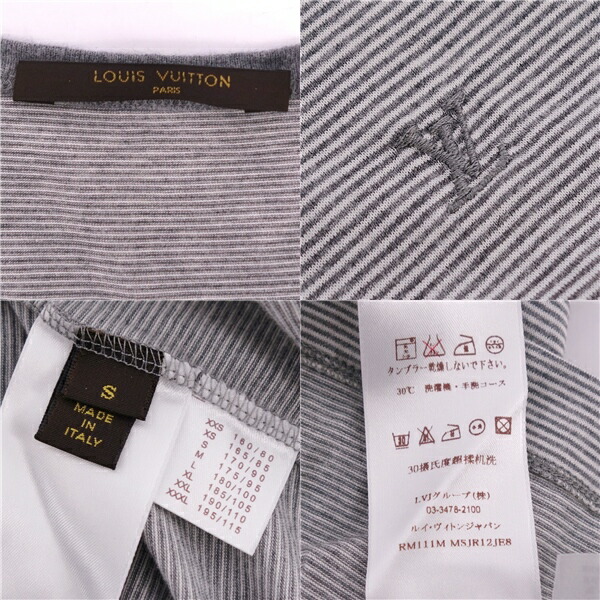 LOUIS VUITTON
PARIS
LV
S
MADE IN
ITALY
XXS 160/80
XS 165/85
S 170/90
M 175/95
L 180/100
XL 185/105
XXL 190/110
XXXL 195/115
タンブラー乾燥しないで下さい。
30℃ 洗濯機・手洗コース
30摄氏度輕揉机洗
LVJグループ(株)
03-3478-2100
ルイ・ヴィトンジャパン
RM111M MSJR12JE8